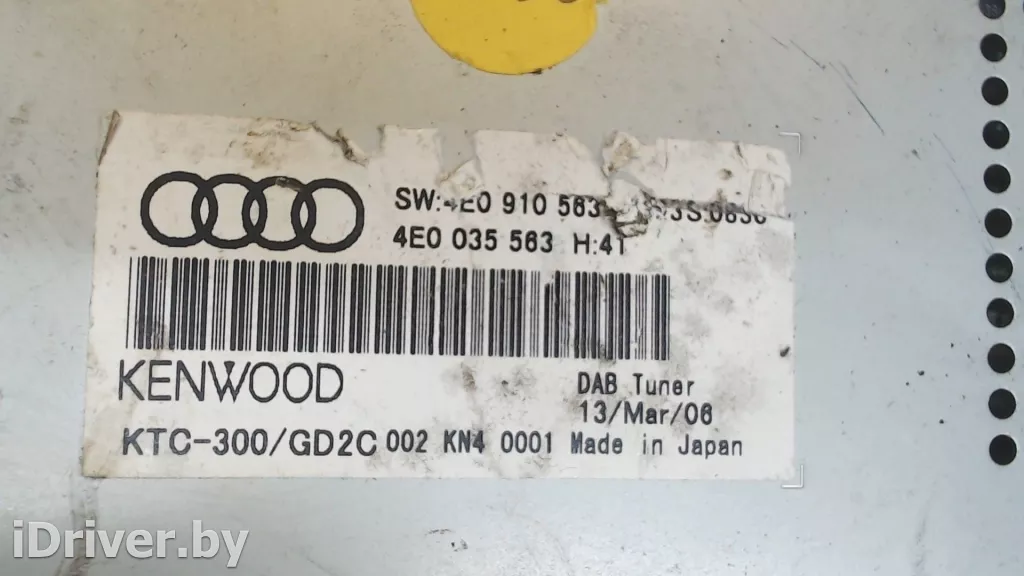 SW:4E0 910 563
4E0 035 563 H:41
KENWOOD
DAB Tuner
13/Mar/06
KTC-300/GD2C 002 KN4 0001 Made in Japan
iDriver.by